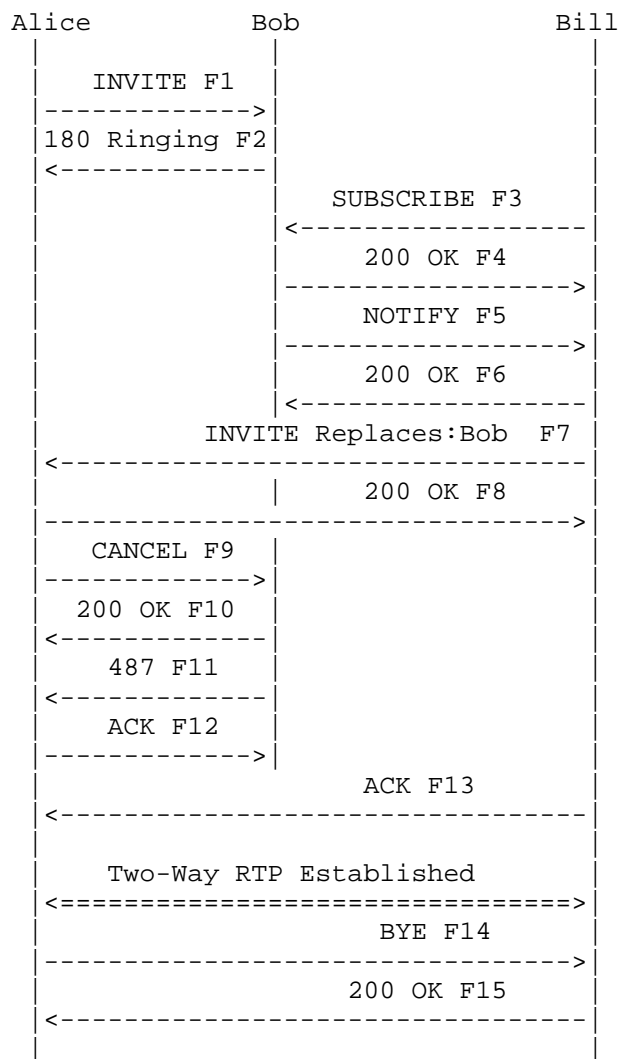 Alice Bob Bill
INVITE F1
180 Ringing F2
SUBSCRIBE F3
200 OK F4
NOTIFY F5
200 OK F6
INVITE Replaces:Bob F7
200 OK F8
CANCEL F9
200 OK F10
487 F11
ACK F12
ACK F13
Two-Way RTP Established
BYE F14
200 OK F15